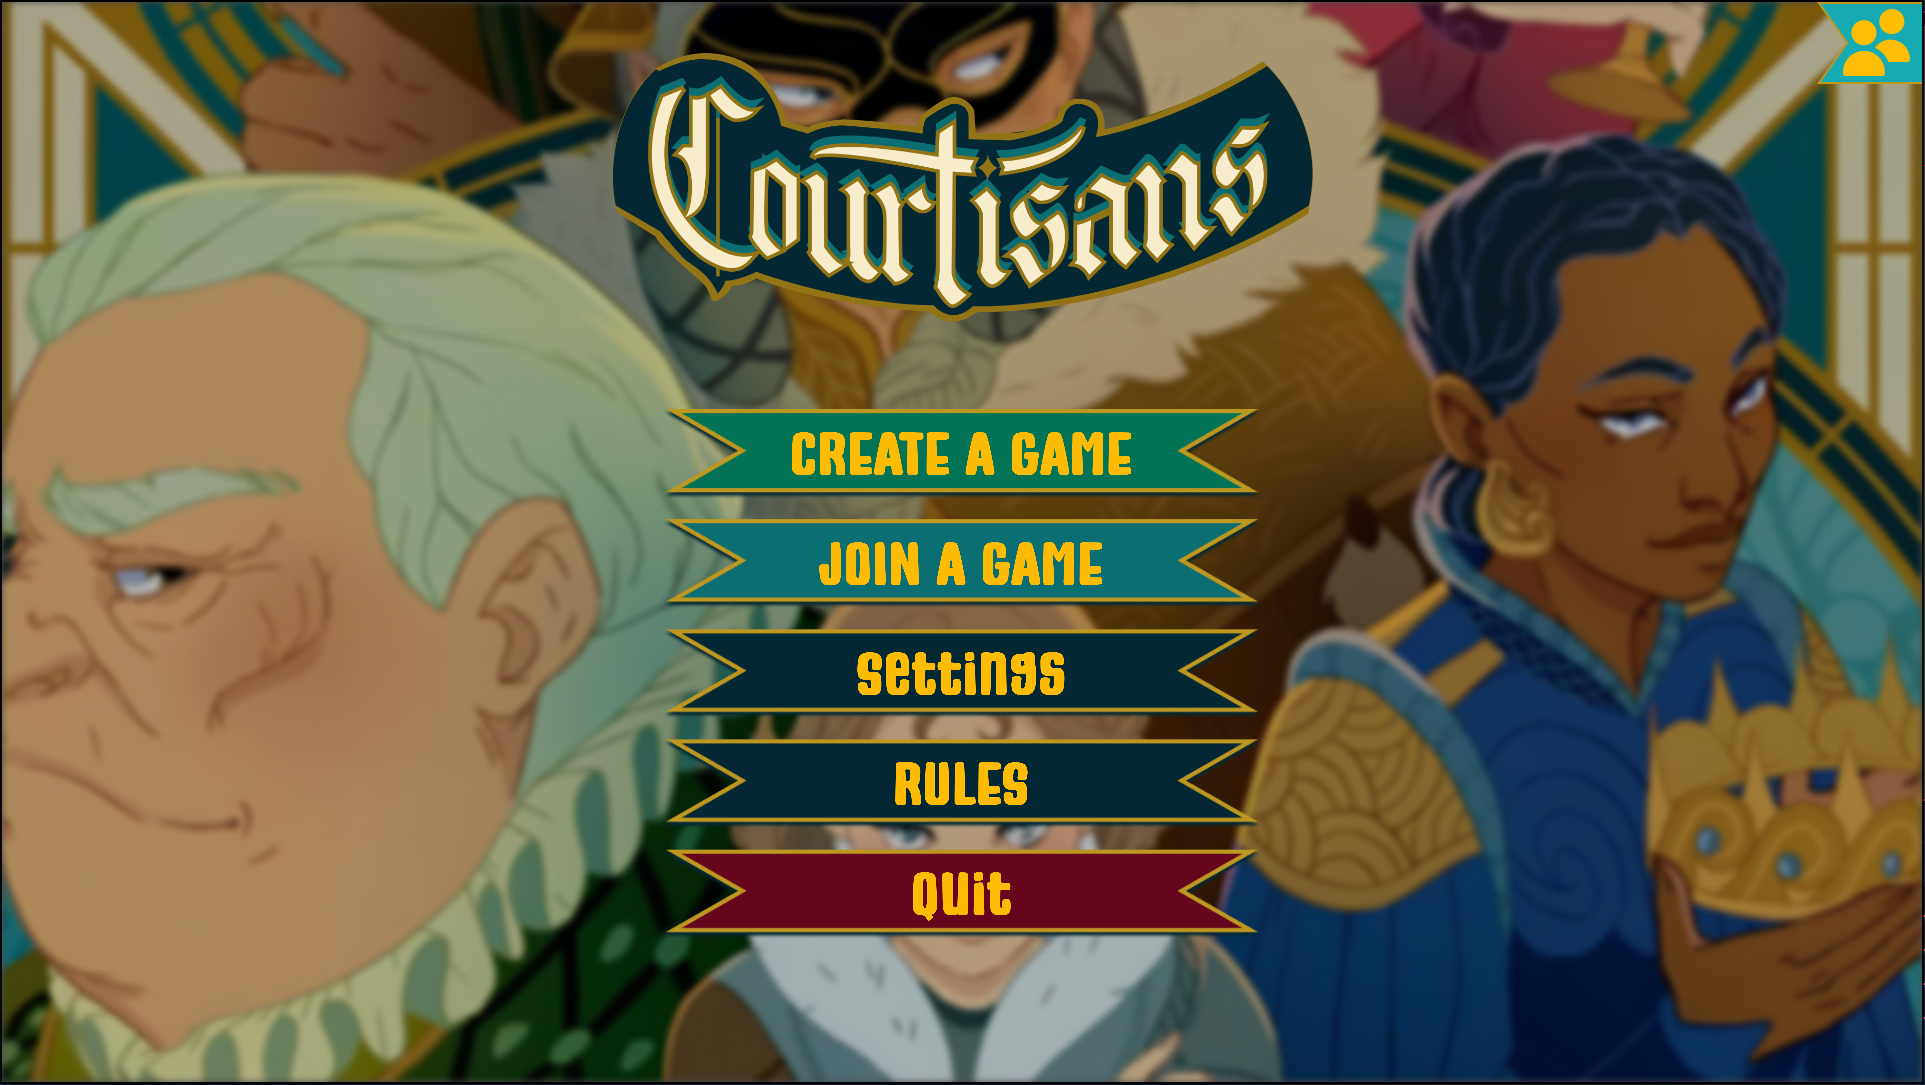 Courtisans
CREATE A GAME
JOIN A GAME
settings
RULES
Quit